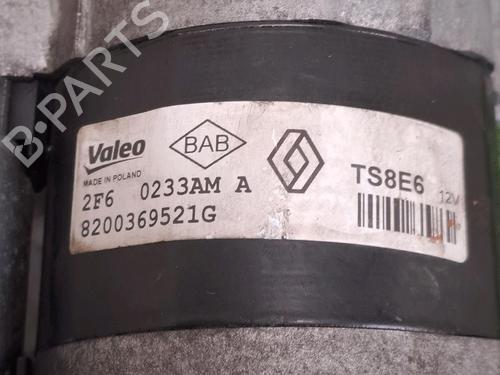 Valeo
MADE IN POLAND
BAB
TS8E6
12V
2F6 0233AM A
8200369521G
B-PARTS